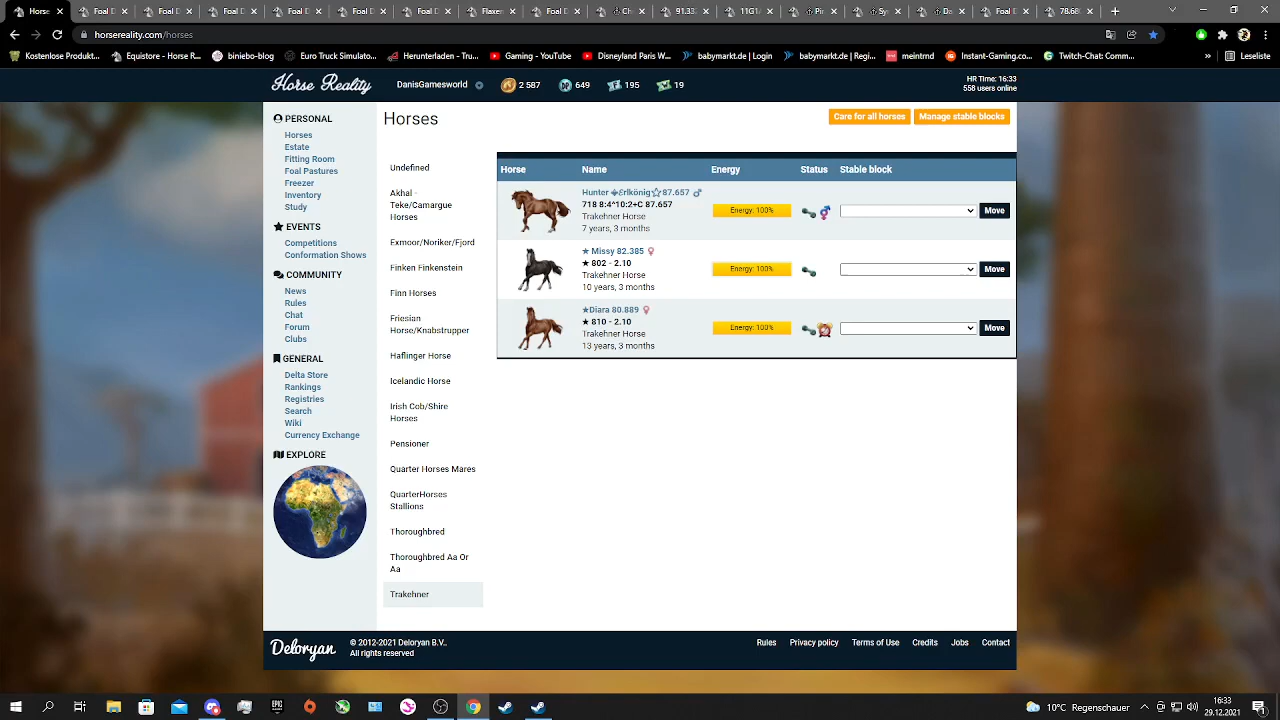 horsereality.com/horses
Kostenlose Produkt...
Equistore - Horse R...
biniebo-blog
Euro Truck Simulato...
Herunterladen - Tru...
Gaming - YouTube
Disneyland Paris W...
babymarkt.de | Login
babymarkt.de | Regi...
meintrnd
Instant-Gaming.co...
Twitch-Chat: Comm...
»
Leseliste
Horse Reality
DanisGamesworld
2 587
649
195
19
HR Time: 16:33
558 users online
PERSONAL
Horses
Estate
Fitting Room
Foal Pastures
Freezer
Inventory
Study
EVENTS
Competitions
Conformation Shows
COMMUNITY
News
Rules
Chat
Forum
Clubs
GENERAL
Delta Store
Rankings
Registries
Search
Wiki
Currency Exchange
EXPLORE
Horses
Care for all horses
Manage stable blocks
Undefined
Akhal -
Teke/Camargue
Horses
Exmoor/Noriker/Fjord
Finken Finkenstein
Finn Horses
Friesian
Horse/Knabstrupper
Haflinger Horse
Icelandic Horse
Irish Cob/Shire
Horses
Pensioner
Quarter Horses Mares
QuarterHorses
Stallions
Thoroughbred
Thoroughbred Aa Or
Aa
Trakehner
Horse Name Energy Status Stable block
Hunter rlkönig☆87.657 ♂
718 8:4^10:2+C 87.657
Trakehner Horse
7 years, 3 months
Energy: 100%
Move
★ Missy 82.385 ♀
★ 802 - 2.10
Trakehner Horse
10 years, 3 months
Energy: 100%
Move
★Diara 80.889 ♀
★ 810 - 2.10
Trakehner Horse
13 years, 3 months
Energy: 100%
Move
Deloryan
© 2012-2021 Deloryan B.V..
All rights reserved
Rules
Privacy policy
Terms of Use
Credits
Jobs
Contact
10°C Regenschauer
16:33
29.12.2021